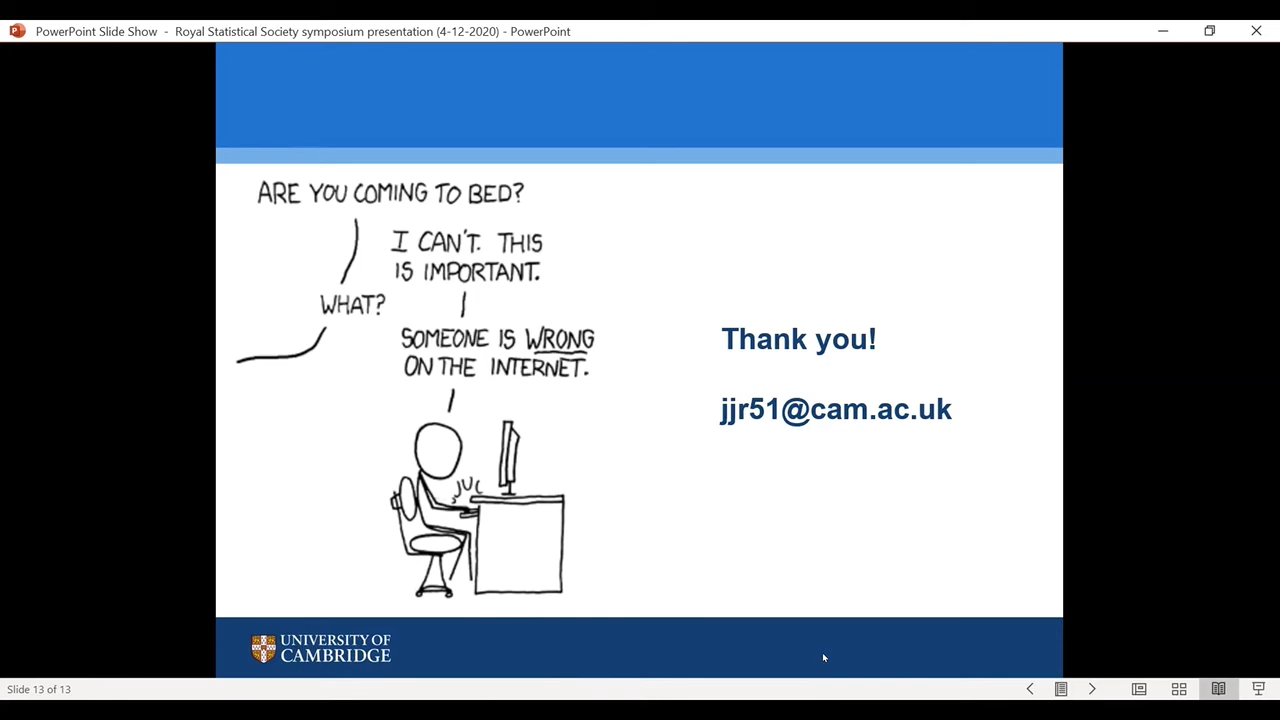 PowerPoint Slide Show - Royal Statistical Society symposium presentation (4-12-2020) - PowerPoint
ARE YOU COMING TO BED?
I CAN'T. THIS
IS IMPORTANT.
WHAT?
SOMEONE IS WRONG
ON THE INTERNET.
Thank you!
jjr51@cam.ac.uk
UNIVERSITY OF
CAMBRIDGE
Slide 13 of 13